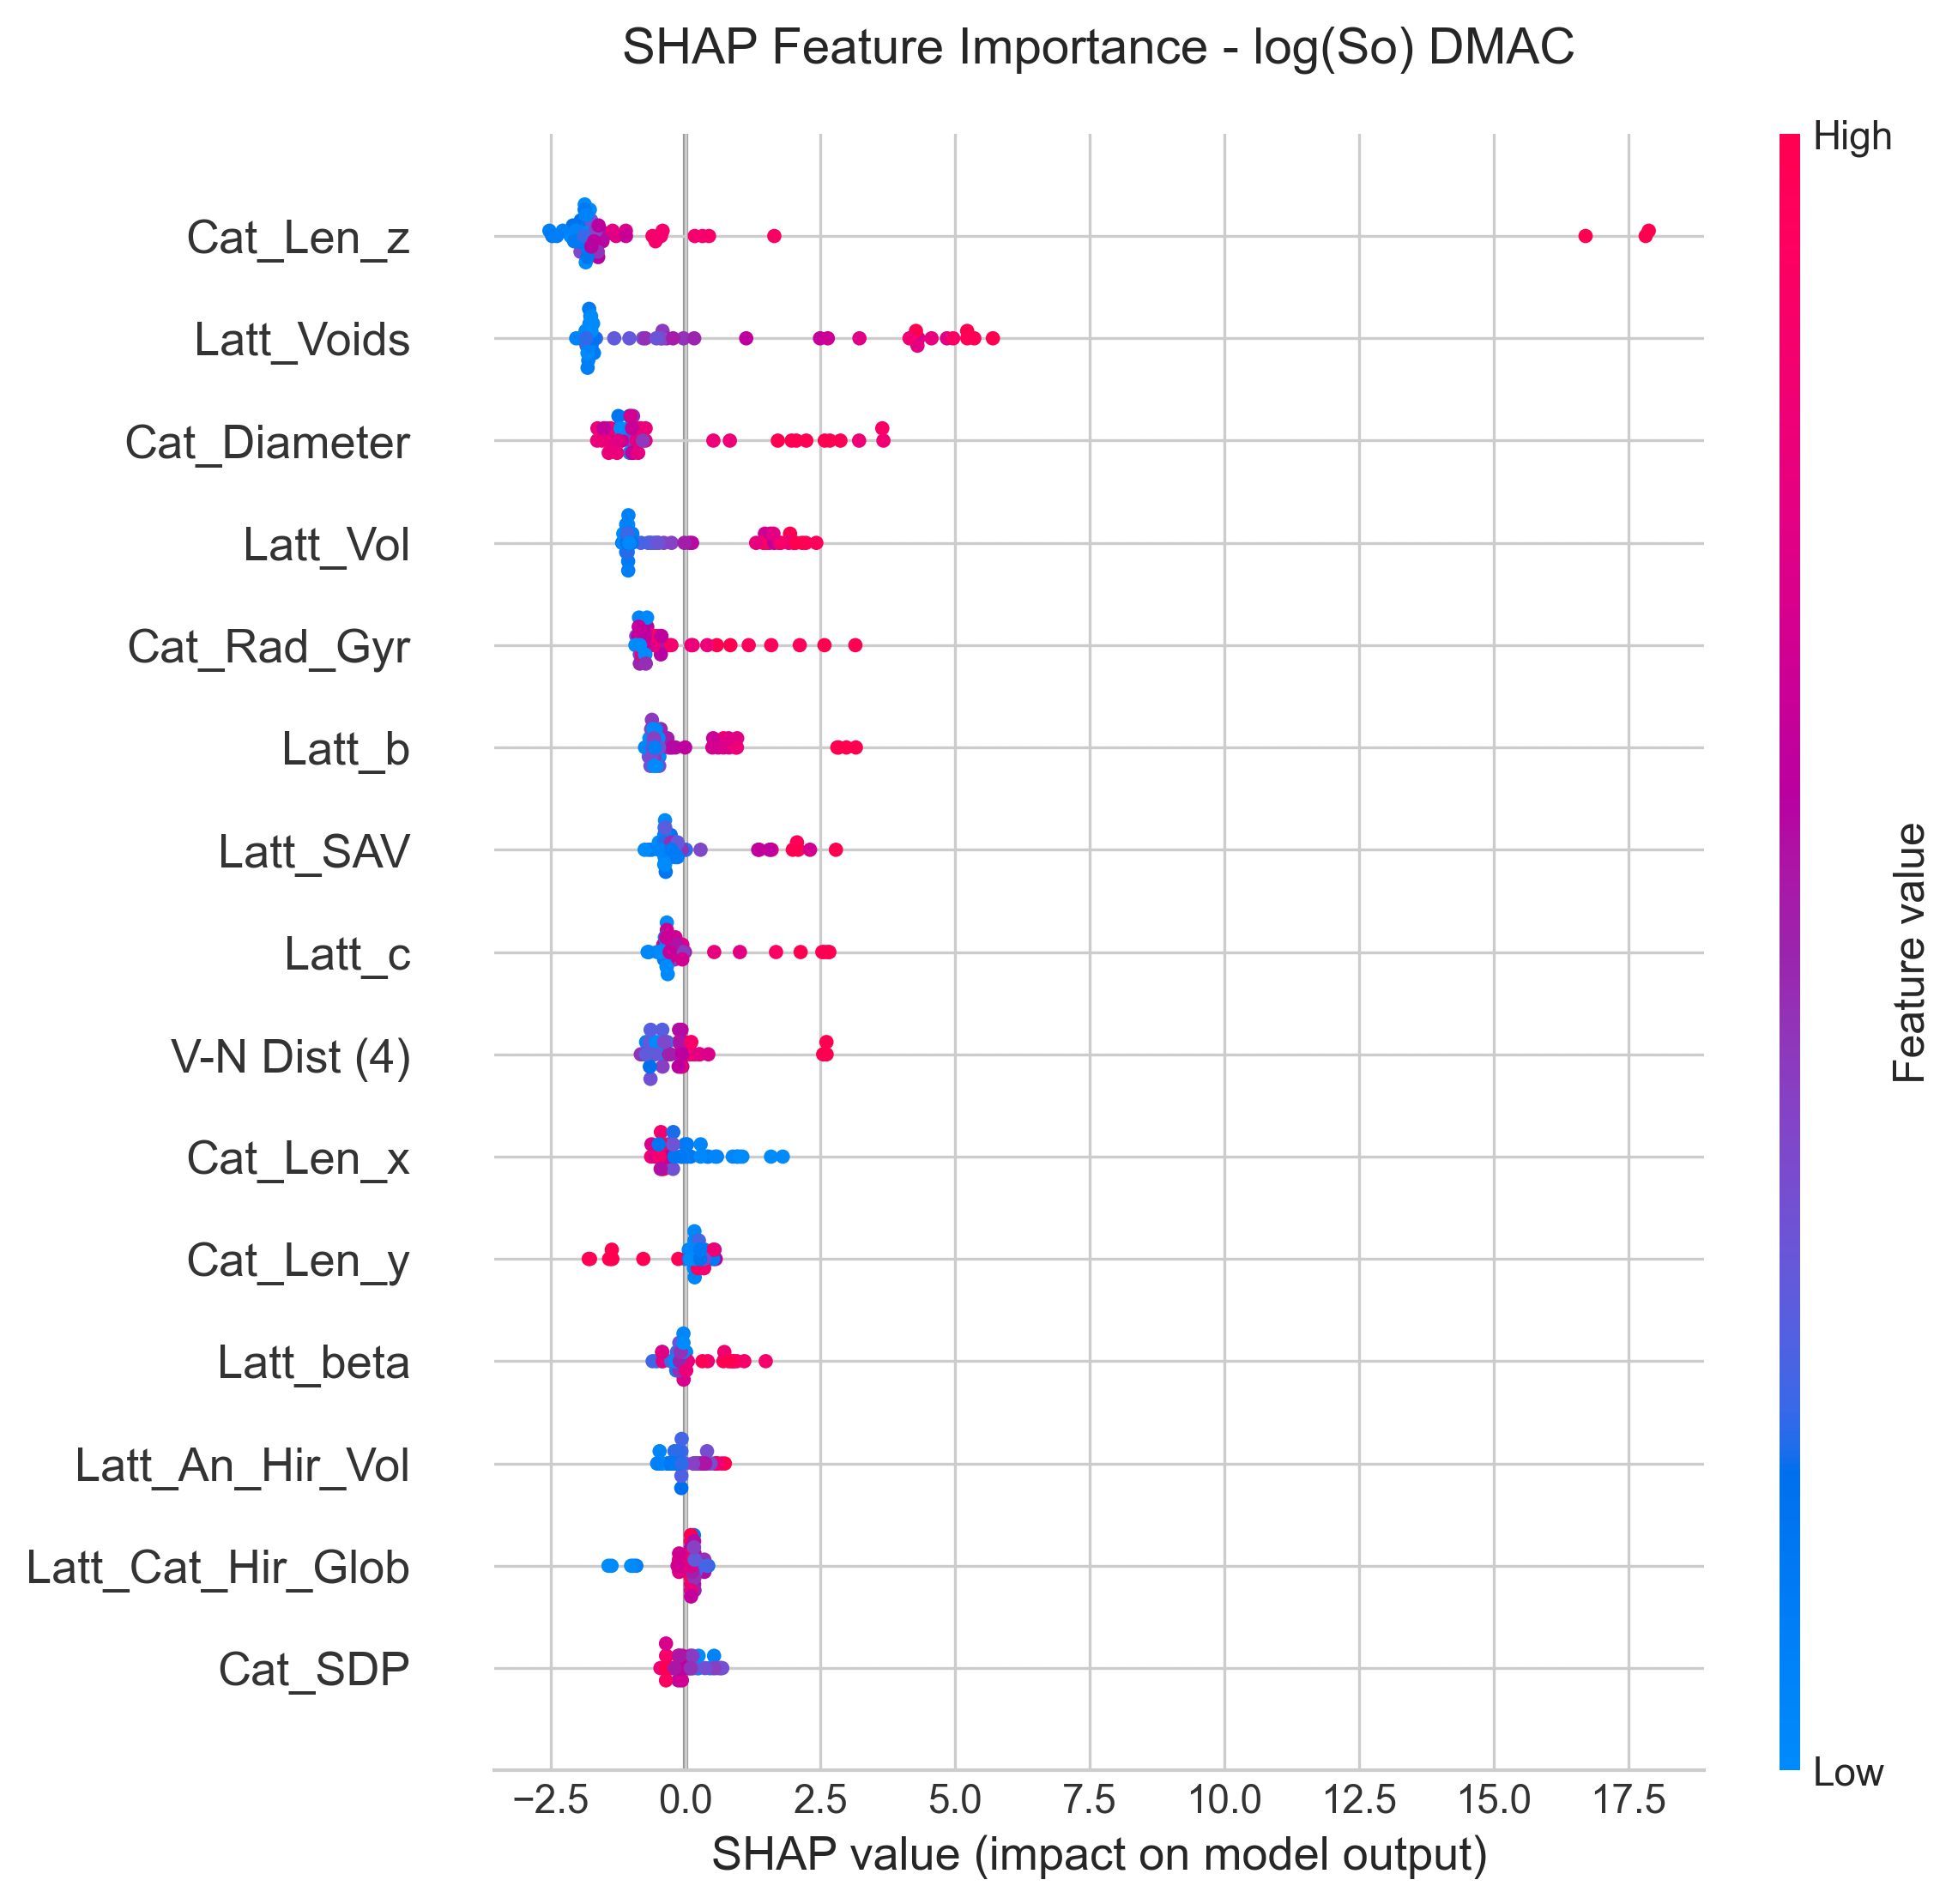 SHAP Feature Importance - log(So) DMAC
High
Cat_Len_z
Latt_Voids
Cat_Diameter
Latt_Vol
Cat_Rad_Gyr
Latt_b
Latt_SAV
Latt_c
V-N Dist (4)
Cat_Len_x
Cat_Len_y
Latt_beta
Latt_An_Hir_Vol
Latt_Cat_Hir_Glob
Cat_SDP
Feature value
Low
−2.5 0.0 2.5 5.0 7.5 10.0 12.5 15.0 17.5
SHAP value (impact on model output)